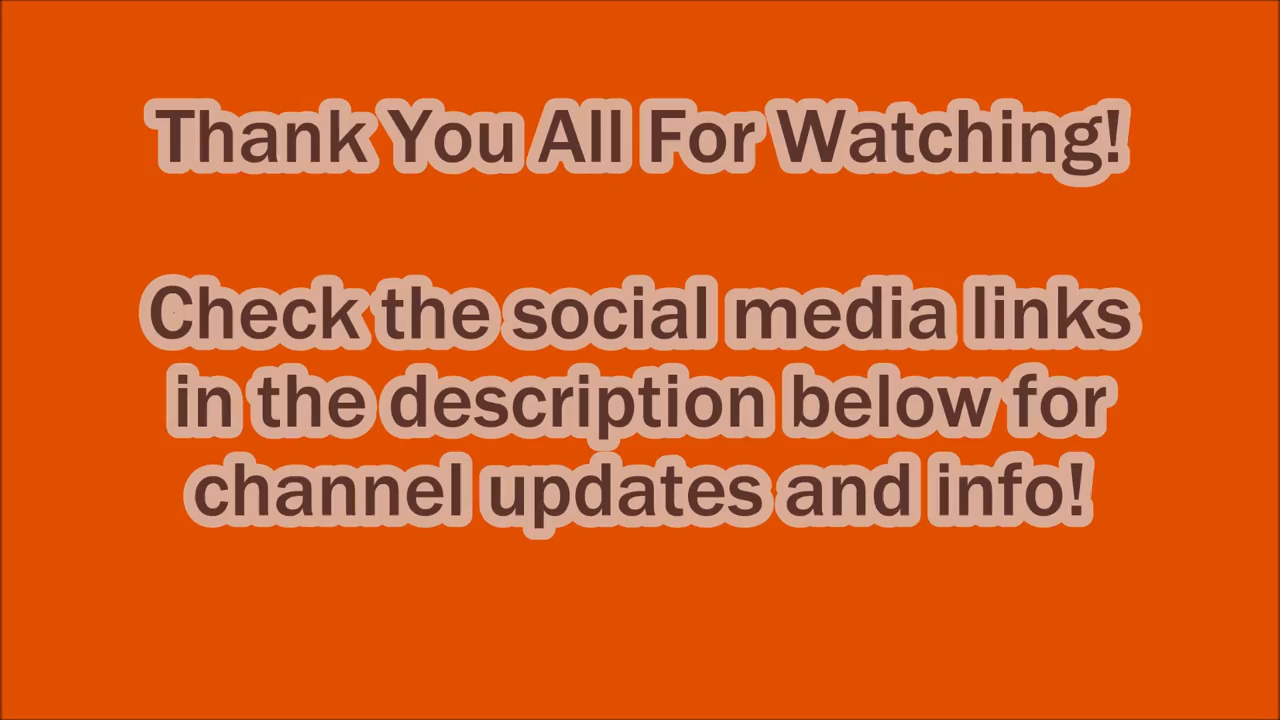 Thank You All For Watching!
Check the social media links
in the description below for
channel updates and info!